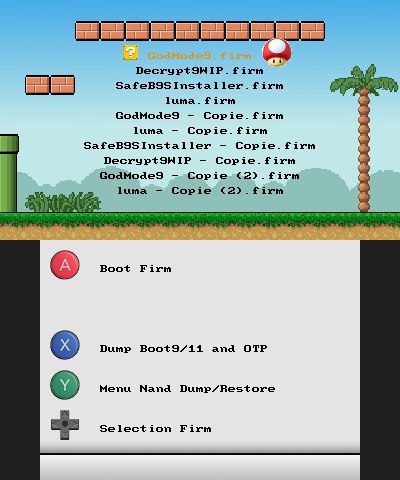 GodMode9.firm
Decrypt9WIP.firm
SafeB9SInstaller.firm
luma.firm
GodMode9 - Copie.firm
luma - Copie.firm
SafeB9SInstaller - Copie.firm
Decrypt9WIP - Copie.firm
GodMode9 - Copie (2).firm
luma - Copie (2).firm
A Boot Firm
X Dump Boot9/11 and OTP
Y Menu Nand Dump/Restore
Selection Firm